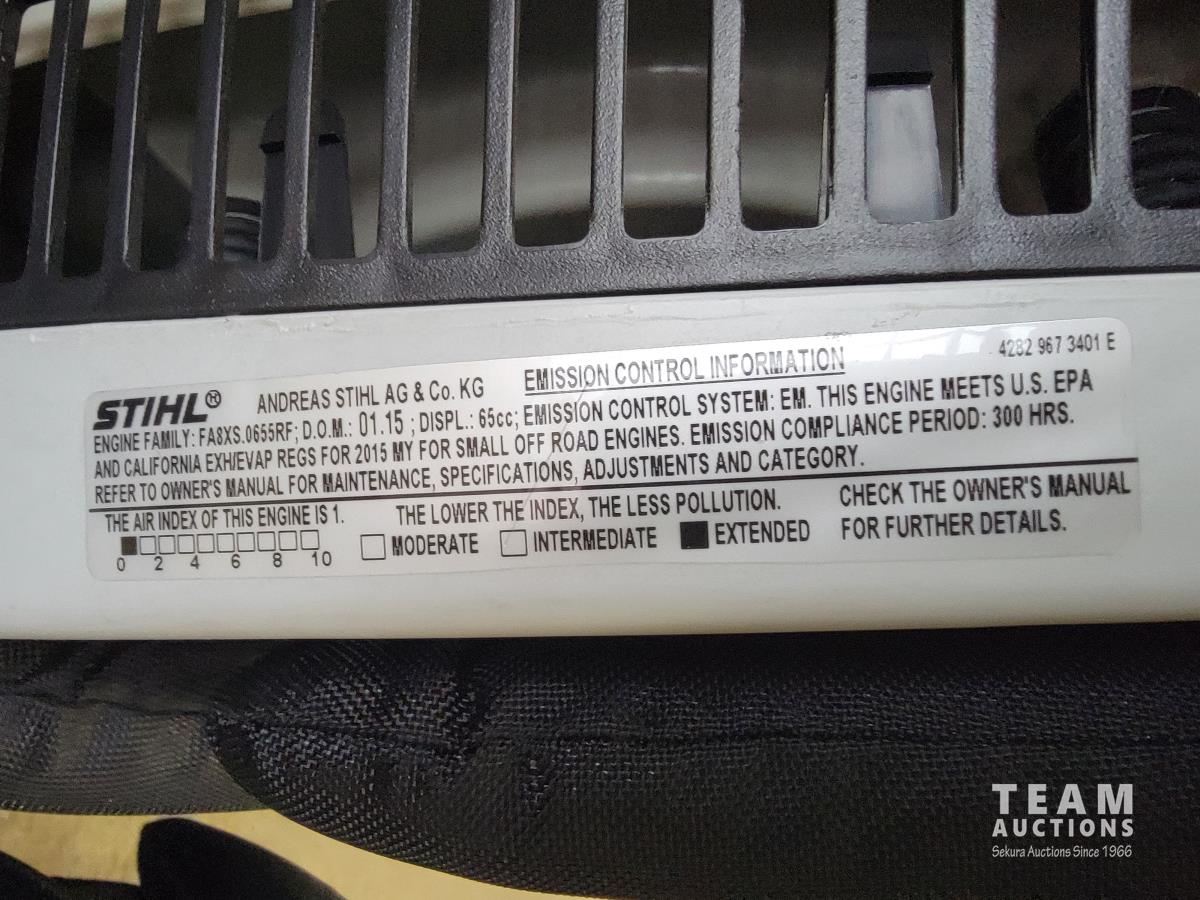 STIHL® ANDREAS STIHL AG & Co. KG EMISSION CONTROL INFORMATION 4282 967 3401 E
ENGINE FAMILY: FA8XS.0655RF; D.O.M.: 01.15 ; DISPL.: 65cc; EMISSION CONTROL SYSTEM: EM. THIS ENGINE MEETS U.S. EPA
AND CALIFORNIA EXH/EVAP REGS FOR 2015 MY FOR SMALL OFF ROAD ENGINES. EMISSION COMPLIANCE PERIOD: 300 HRS.
REFER TO OWNER'S MANUAL FOR MAINTENANCE, SPECIFICATIONS, ADJUSTMENTS AND CATEGORY.
THE AIR INDEX OF THIS ENGINE IS 1. THE LOWER THE INDEX, THE LESS POLLUTION. CHECK THE OWNER'S MANUAL
MODERATE INTERMEDIATE EXTENDED FOR FURTHER DETAILS.
0 2 4 6 8 10
TEAM
AUCTIONS
Sekura Auctions Since 1966